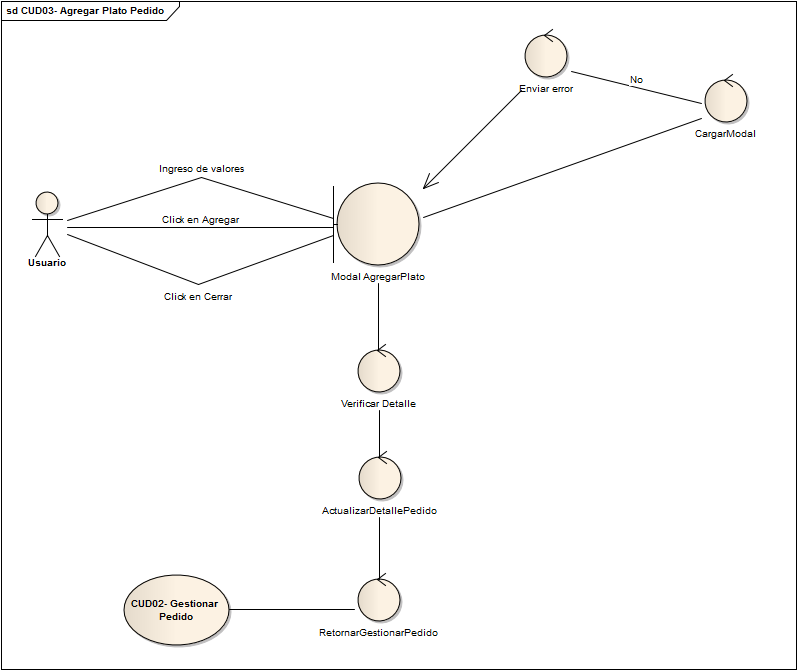 sd CUD03- Agregar Plato Pedido
Enviar error
No
CargarModal
Ingreso de valores
Click en Agregar
Usuario
Click en Cerrar
Modal AgregarPlato
Verificar Detalle
ActualizarDetallePedido
CUD02- Gestionar
Pedido
RetornarGestionarPedido